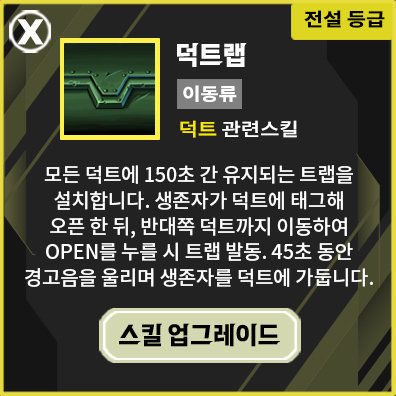 X
전설 등급
덕트랩
이동류
덕트 관련스킬
모든 덕트에 150초 간 유지되는 트랩을
설치합니다. 생존자가 덕트에 태그해
오픈 한 뒤, 반대쪽 덕트까지 이동하여
OPEN를 누를 시 트랩 발동. 45초 동안
경고음을 울리며 생존자를 덕트에 가둡니다.
스킬 업그레이드